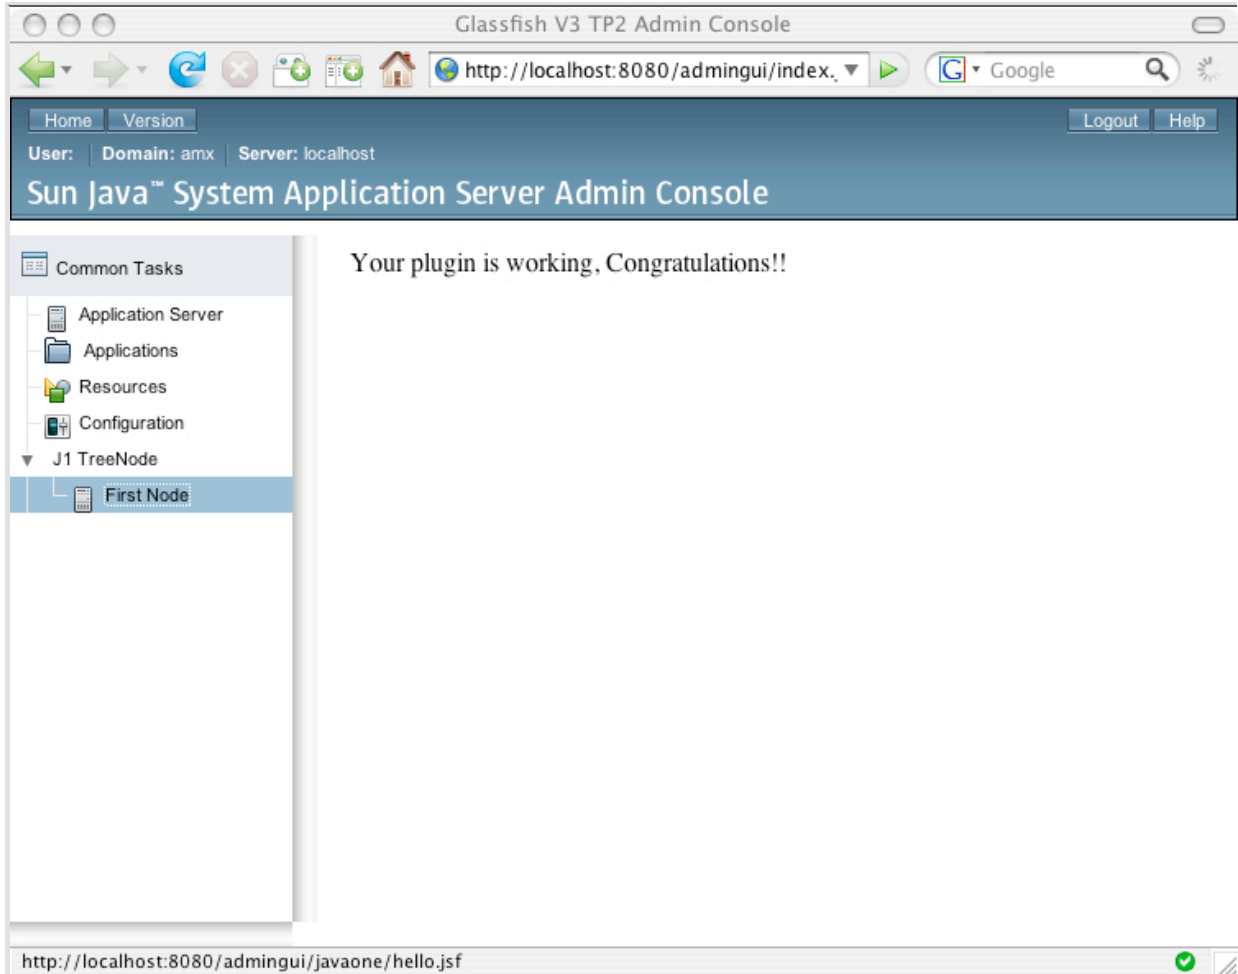 Glassfish V3 TP2 Admin Console
http://localhost:8080/admingui/index.
G Google
Home Version Logout Help
User: Domain: amx Server: localhost
Sun Java™ System Application Server Admin Console
Common Tasks
Your plugin is working, Congratulations!!
Application Server
Applications
Resources
Configuration
J1 TreeNode
First Node
http://localhost:8080/admingui/javaone/hello.jsf